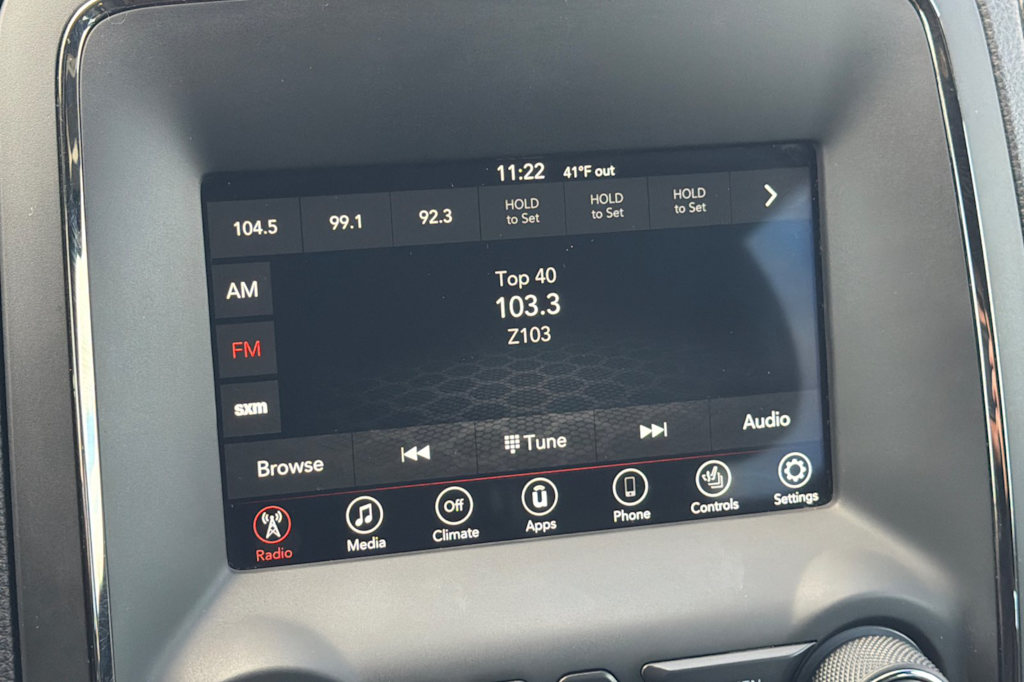 11:22 41°F out
104.5 99.1 92.3 HOLD to Set HOLD to Set HOLD to Set
AM
FM
sxm
Top 40
103.3
Z103
Browse Tune Audio
Radio Media Off Climate Apps Phone Controls Settings